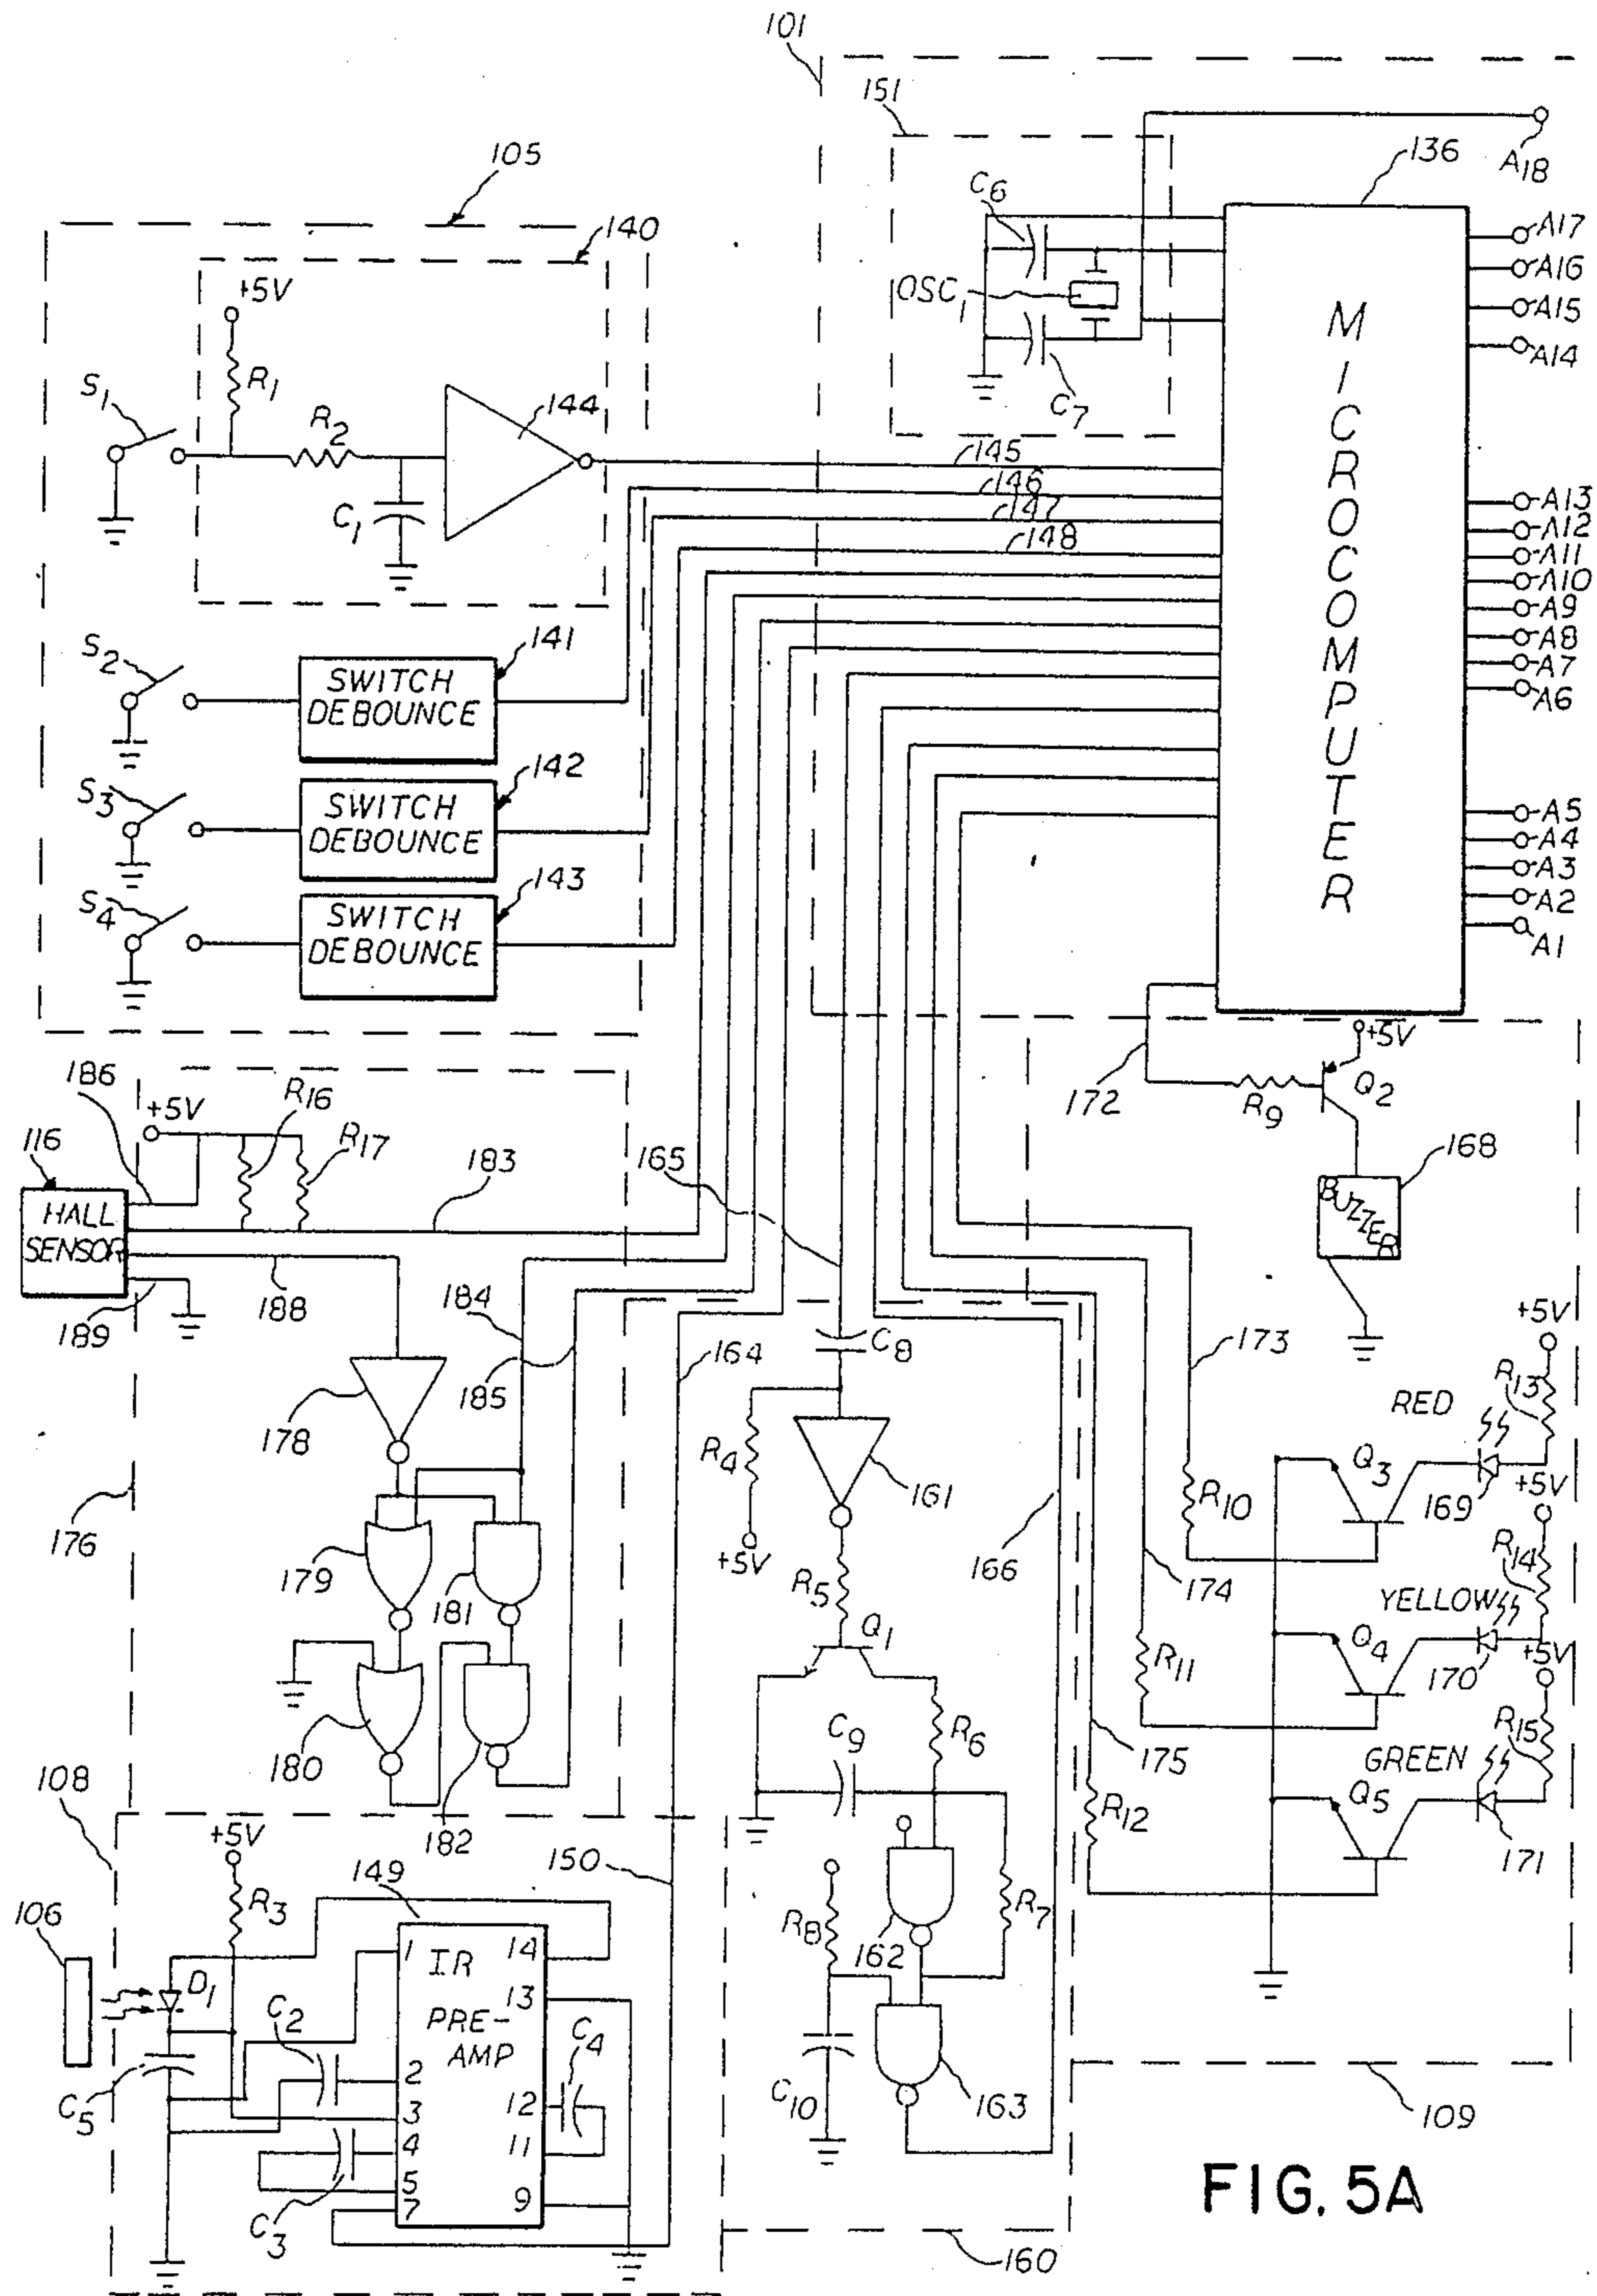 101
151
A18
136
105
C6
140
A17
A16
+5V
OSC1
A15
A14
S1
R1
R2
144
C7
C1
145
146
147
148
MICROCOMPUTER
A13
A12
A11
A10
A9
A8
A7
A6
S2
141
SWITCH
DEBOUNCE
142
S3
SWITCH
DEBOUNCE
A5
A4
A3
A2
A1
143
S4
SWITCH
DEBOUNCE
186
+5V
R16
R17
172
R9
+5V
Q2
116
HALL
SENSOR
183
165
168
BUZZER
188
189
184
185
164
C8
173
+5V
R13
RED
178
R4
161
Q3
R10
169
+5V
176
+5V
179
181
R5
166
174
R14
YELLOW
Q1
R11
Q4
170
+5V
C9
R6
175
R15
GREEN
180
182
R12
Q5
171
108
+5V
150
149
R3
106
D1
1
IR
PRE-
AMP
14
13
R8
162
R7
C2
C4
2
3
12
C5
4
11
C10
163
109
5
7
9
C3
160
FIG. 5A